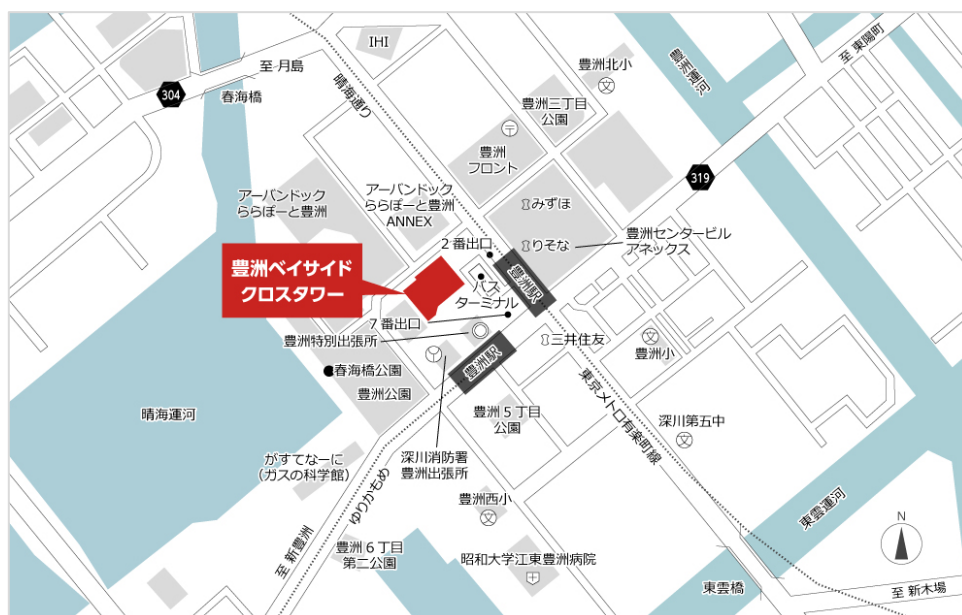 IHI
至 月島
304
春海橋
晴海通り
豊洲北小
豊洲運河
至 東陽町
豊洲三丁目
公園
豊洲
フロント
319
アーバンドック
ららぽーと豊洲
アーバンドック
ららぽーと豊洲
ANNEX
みずほ
りそな
豊洲センタービル
アネックス
2番出口
豊洲ベイサイド
クロスタワー
豊洲駅
バス
ターミナル
7番出口
豊洲特別出張所
三井住友
豊洲小
豊洲駅
春海橋公園
豊洲公園
晴海運河
東京メトロ有楽町線
豊洲5丁目
公園
深川第五中
がすてなーに
(ガスの科学館)
深川消防署
豊洲出張所
ゆりかもめ
豊洲西小
東雲運河
N
至 新豊洲
豊洲6丁目
第二公園
昭和大学江東豊洲病院
東雲橋
至 新木場